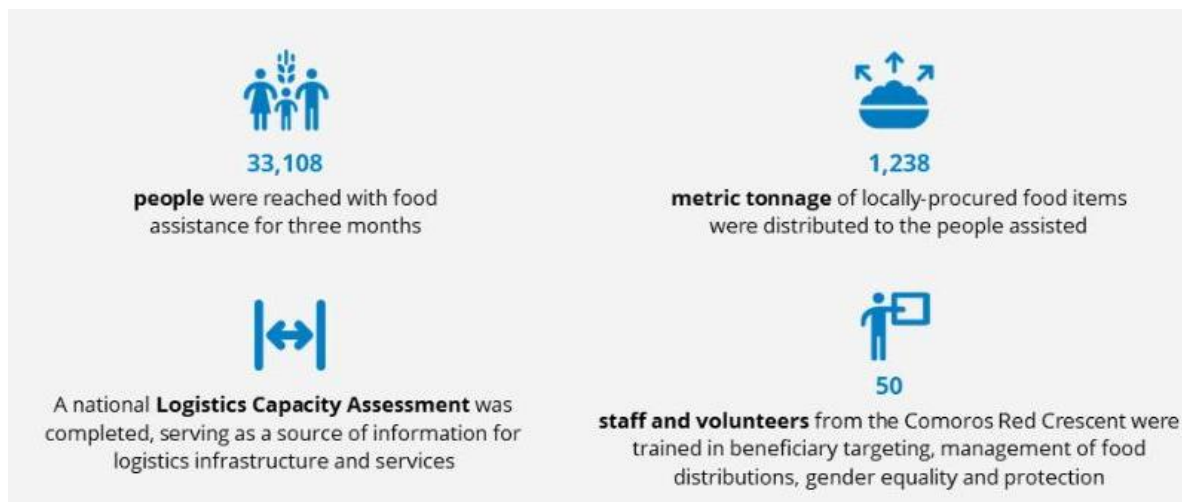 33,108
people were reached with food
assistance for three months
1,238
metric tonnage of locally-procured food items
were distributed to the people assisted
A national Logistics Capacity Assessment was
completed, serving as a source of information for
logistics infrastructure and services
50
staff and volunteers from the Comoros Red Crescent were
trained in beneficiary targeting, management of food
distributions, gender equality and protection